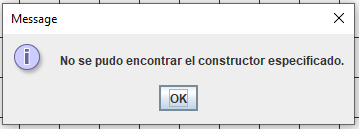 Message
No se pudo encontrar el constructor especificado.
OK